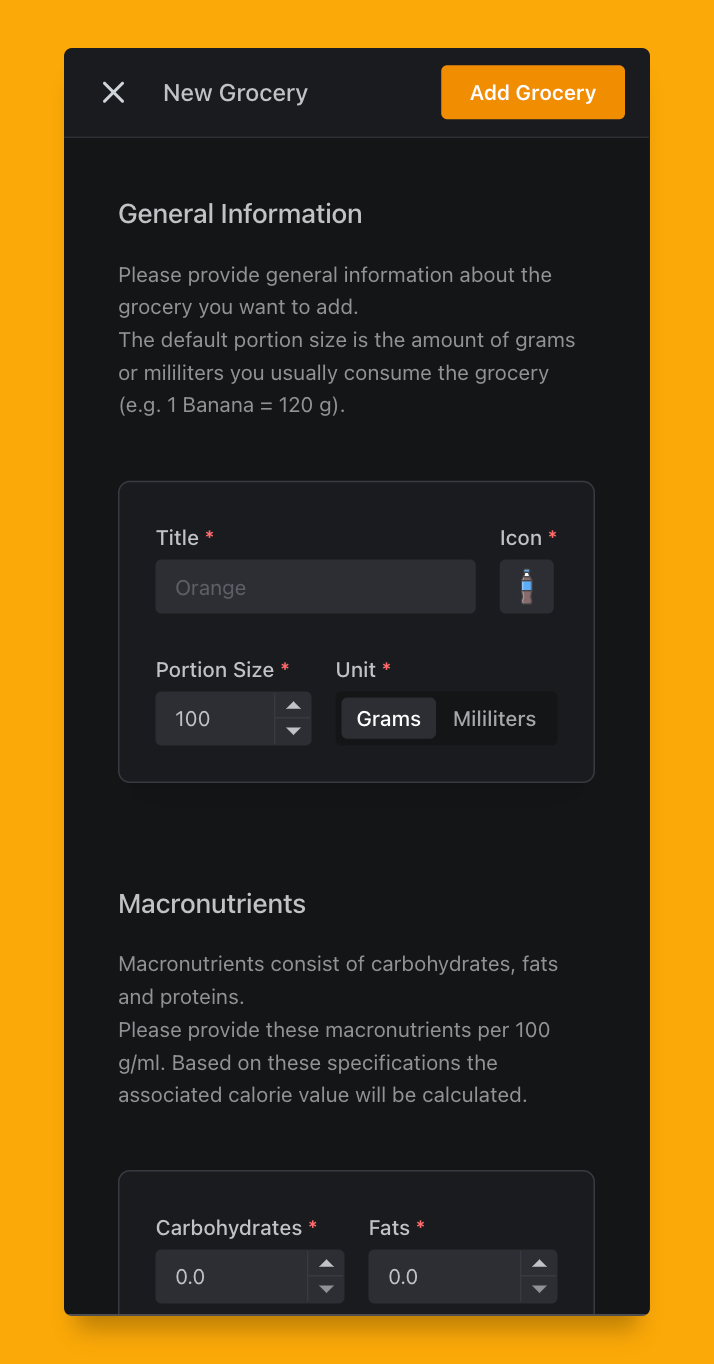 New Grocery
Add Grocery
General Information
Please provide general information about the
grocery you want to add.
The default portion size is the amount of grams
or mililiters you usually consume the grocery
(e.g. 1 Banana = 120 g).
Title *
Icon *
Orange
Portion Size *
Unit *
100
Grams
Mililiters
Macronutrients
Macronutrients consist of carbohydrates, fats
and proteins.
Please provide these macronutrients per 100
g/ml. Based on these specifications the
associated calorie value will be calculated.
Carbohydrates *
Fats *
0.0
0.0